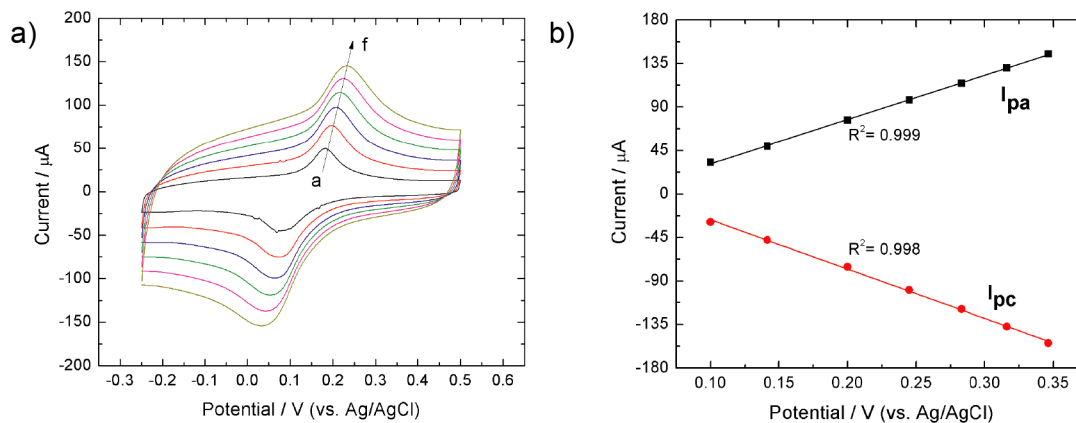 a)
200
150
100
50
0
-50
-100
-150
-200
Current / μA
f
a
-0.3 -0.2 -0.1 0.0 0.1 0.2 0.3 0.4 0.5 0.6
Potential / V (vs. Ag/AgCl)
b)
180
135
90
45
0
-45
-90
-135
-180
Current / μA
Ipa
R²= 0.999
R²= 0.998
Ipc
0.10 0.15 0.20 0.25 0.30 0.35
Potential / V (vs. Ag/AgCl)